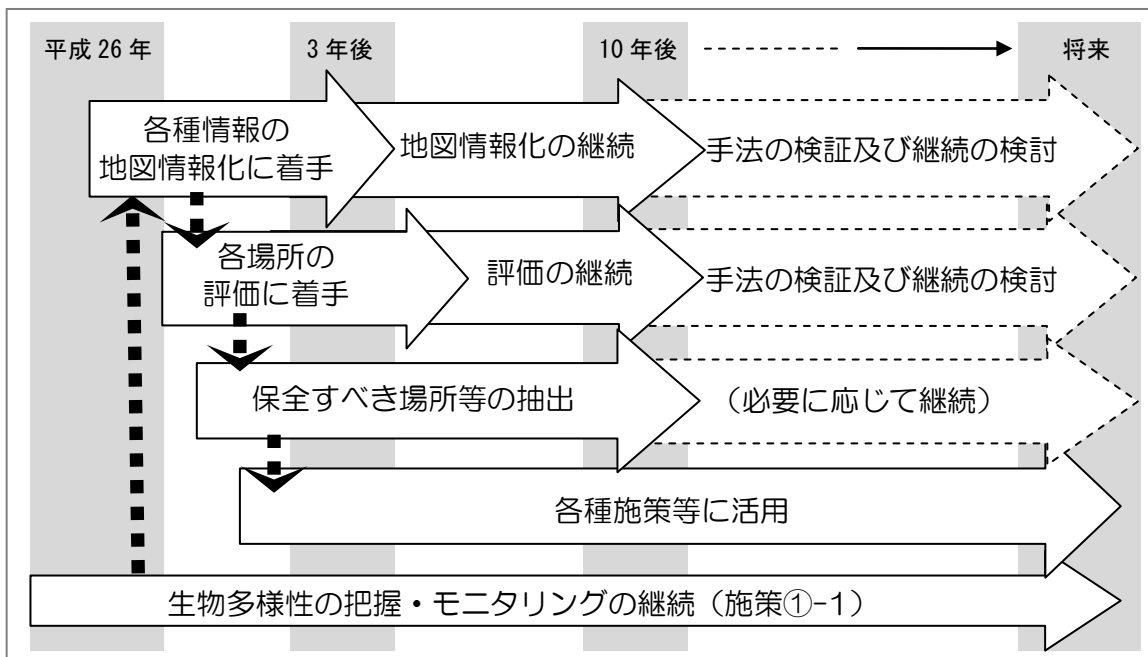 平成 26 年
3 年後
10 年後
将来
各種情報の
地図情報化に着手
地図情報化の継続
手法の検証及び継続の検討
各場所の
評価に着手
評価の継続
手法の検証及び継続の検討
保全すべき場所等の抽出
（必要に応じて継続）
各種施策等に活用
生物多様性の把握・モニタリングの継続（施策①-1）